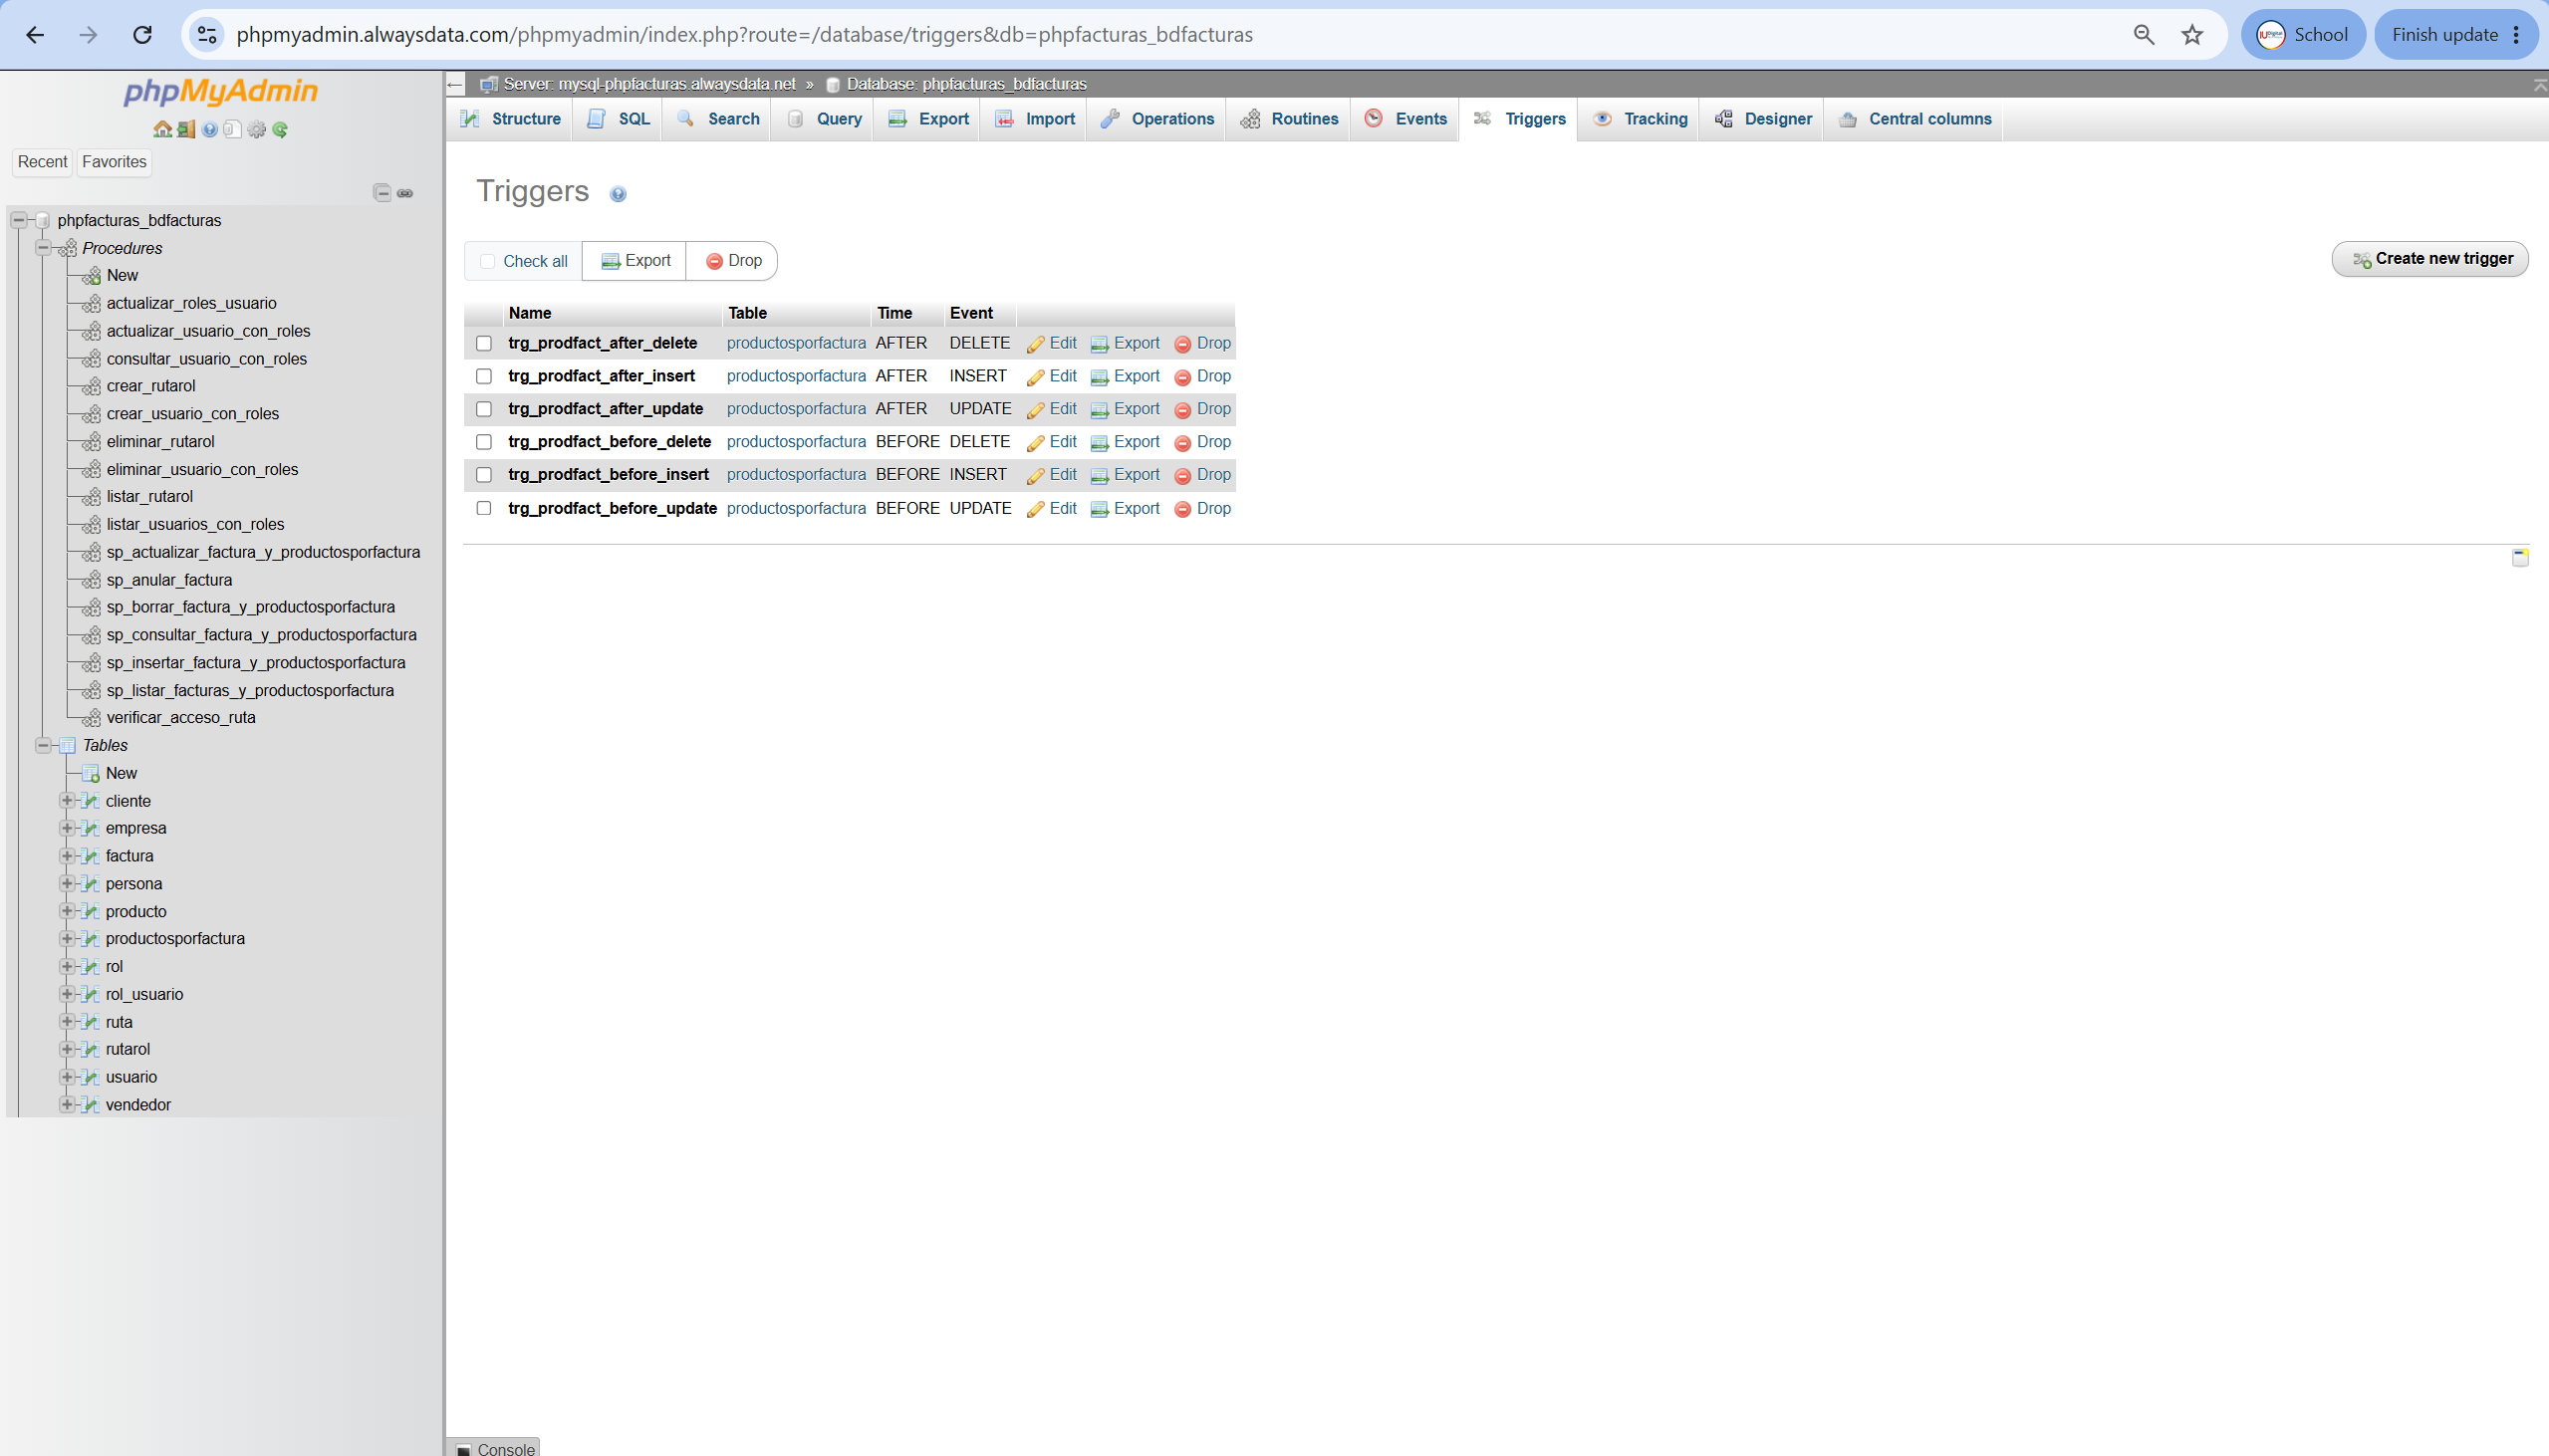 phpmyadmin.alwaysdata.com/phpmyadmin/index.php?route=/database/triggers&db=phpfacturas_bdfacturas
School
Finish update
phpMyAdmin
Recent
Favorites
phpfacturas_bdfacturas
Procedures
New
actualizar_roles_usuario
actualizar_usuario_con_roles
consultar_usuario_con_roles
crear_rutarol
crear_usuario_con_roles
eliminar_rutarol
eliminar_usuario_con_roles
listar_rutarol
listar_usuarios_con_roles
sp_actualizar_factura_y_productosporfactura
sp_anular_factura
sp_borrar_factura_y_productosporfactura
sp_consultar_factura_y_productosporfactura
sp_insertar_factura_y_productosporfactura
sp_listar_facturas_y_productosporfactura
verificar_acceso_ruta
Tables
New
cliente
empresa
factura
persona
producto
productosporfactura
rol
rol_usuario
ruta
rutarol
usuario
vendedor
Server: mysql-phpfacturas.alwaysdata.net » Database: phpfacturas_bdfacturas
Structure SQL Search Query Export Import Operations Routines Events Triggers Tracking Designer Central columns
Triggers
Check all Export Drop
Create new trigger
Name Table Time Event
trg_prodfact_after_delete productosporfactura AFTER DELETE Edit Export Drop
trg_prodfact_after_insert productosporfactura AFTER INSERT Edit Export Drop
trg_prodfact_after_update productosporfactura AFTER UPDATE Edit Export Drop
trg_prodfact_before_delete productosporfactura BEFORE DELETE Edit Export Drop
trg_prodfact_before_insert productosporfactura BEFORE INSERT Edit Export Drop
trg_prodfact_before_update productosporfactura BEFORE UPDATE Edit Export Drop
Console